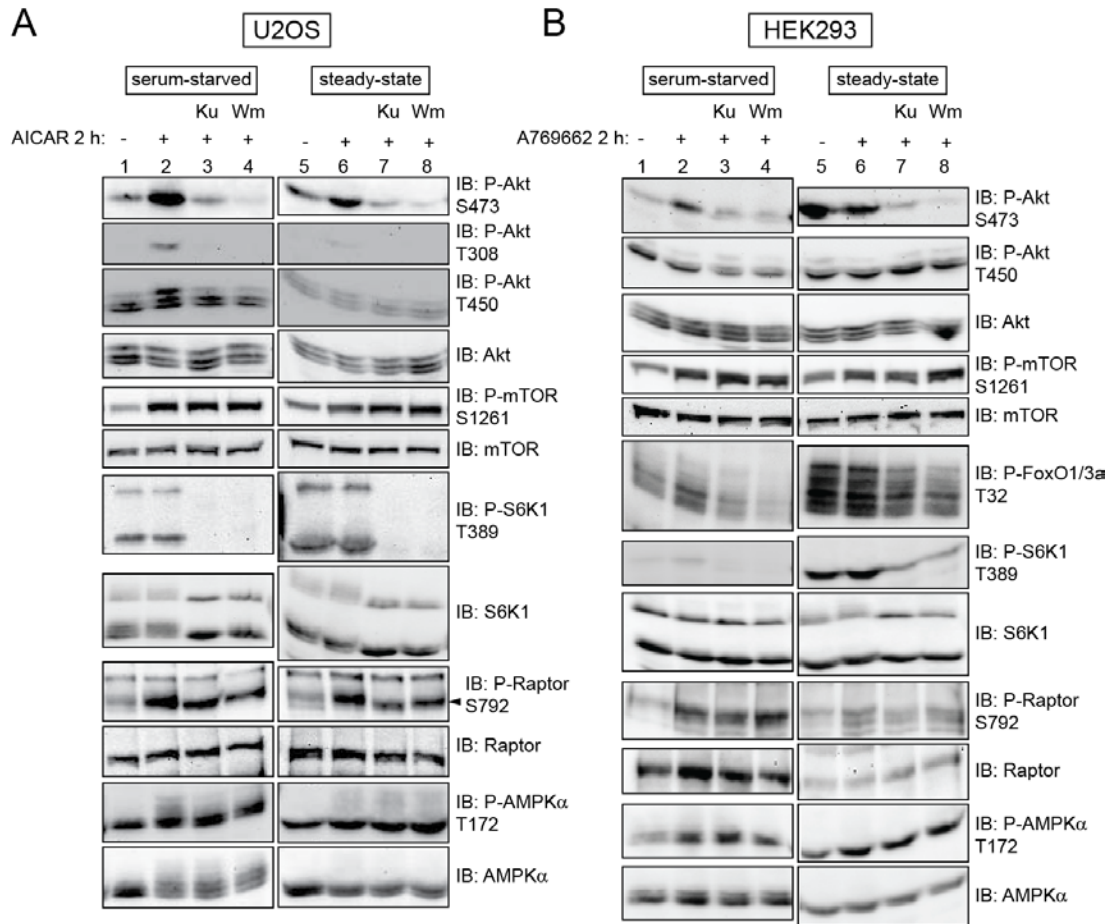 A
U2OS
serum-starved
steady-state
Ku Wm Ku Wm
AICAR 2 h: - + + + - + + +
1 2 3 4 5 6 7 8
IB: P-Akt
S473
IB: P-Akt
T308
IB: P-Akt
T450
IB: Akt
IB: P-mTOR
S1261
IB: mTOR
IB: P-S6K1
T389
IB: S6K1
IB: P-Raptor
S792
IB: Raptor
IB: P-AMPKα
T172
IB: AMPKα
B
HEK293
serum-starved
steady-state
Ku Wm Ku Wm
A769662 2 h: - + + + - + + +
1 2 3 4 5 6 7 8
IB: P-Akt
S473
IB: P-Akt
T450
IB: Akt
IB: P-mTOR
S1261
IB: mTOR
IB: P-FoxO1/3a
T32
IB: P-S6K1
T389
IB: S6K1
IB: P-Raptor
S792
IB: Raptor
IB: P-AMPKα
T172
IB: AMPKα